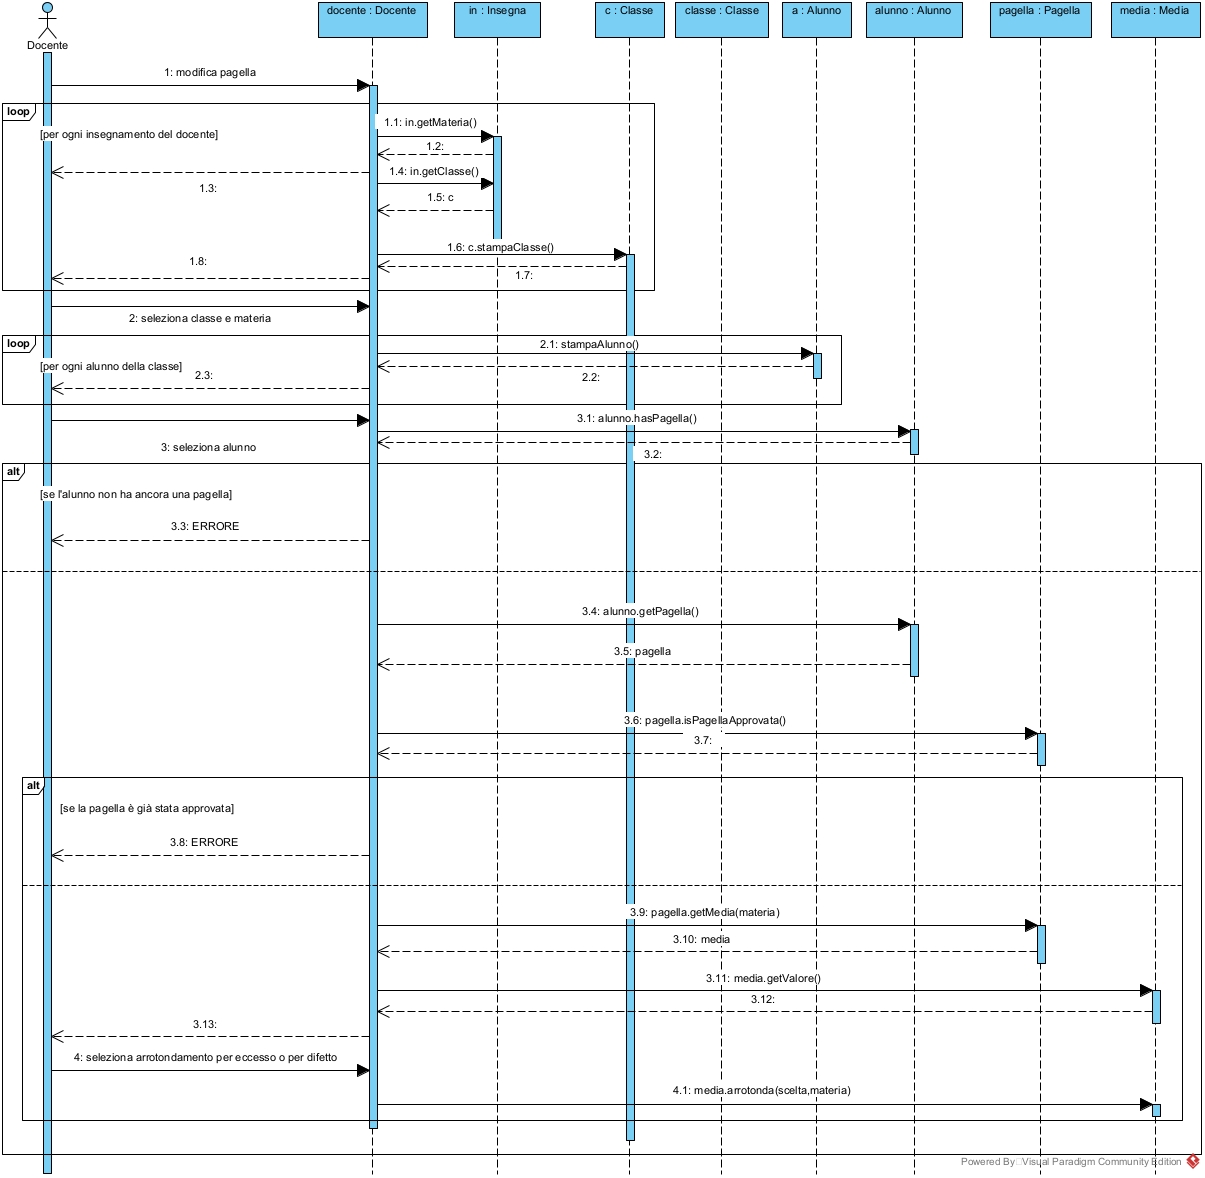 docente : Docente
in : Insegna
c : Classe
classe : Classe
a : Alunno
alunno : Alunno
pagella : Pagella
media : Media
Docente
1: modifica pagella
loop
[per ogni insegnamento del docente]
1.1: in.getMateria()
1.2:
1.3:
1.4: in.getClasse()
1.5: c
1.6: c.stampaClasse()
1.7:
1.8:
2: seleziona classe e materia
loop
[per ogni alunno della classe]
2.1: stampaAlunno()
2.2:
2.3:
3: seleziona alunno
3.1: alunno.hasPagella()
3.2:
alt
[se l'alunno non ha ancora una pagella]
3.3: ERRORE
3.4: alunno.getPagella()
3.5: pagella
3.6: pagella.isPagellaApprovata()
3.7:
alt
[se la pagella è già stata approvata]
3.8: ERRORE
3.9: pagella.getMedia(materia)
3.10: media
3.11: media.getValore()
3.12:
3.13:
4: seleziona arrotondamento per eccesso o per difetto
4.1: media.arrotonda(scelta,materia)
Powered By Visual Paradigm Community Edition